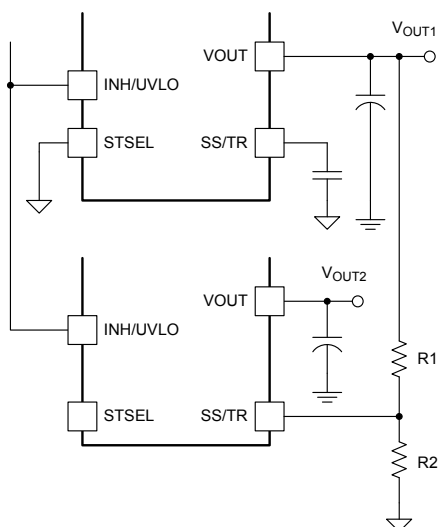 VOUT1
VOUT
INH/UVLO
STSEL
SS/TR
VOUT2
VOUT
INH/UVLO
R1
STSEL
SS/TR
R2